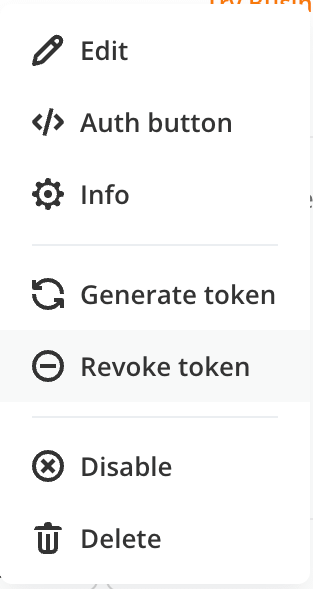 Edit
Auth button
Info
Generate token
Revoke token
Disable
Delete